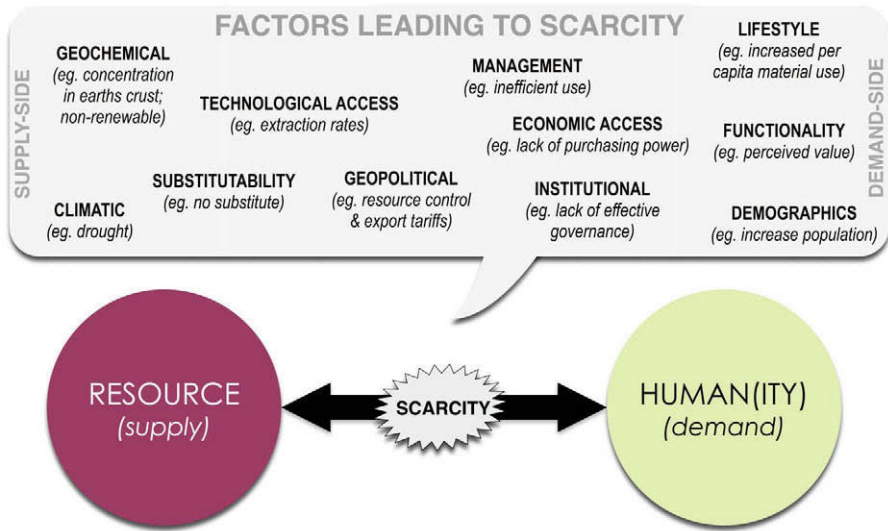 FACTORS LEADING TO SCARCITY
SUPPLY-SIDE
GEOCHEMICAL
(eg. concentration
in earths crust;
non-renewable)
TECHNOLOGICAL ACCESS
(eg. extraction rates)
SUBSTITUTABILITY
(eg. no substitute)
CLIMATIC
(eg. drought)
GEOPOLITICAL
(eg. resource control
& export tariffs)
MANAGEMENT
(eg. inefficient use)
ECONOMIC ACCESS
(eg. lack of purchasing power)
INSTITUTIONAL
(eg. lack of effective
governance)
LIFESTYLE
(eg. increased per
capita material use)
FUNCTIONALITY
(eg. perceived value)
DEMOGRAPHICS
(eg. increase population)
DEMAND-SIDE
RESOURCE
(supply)
SCARCITY
HUMAN(ITY)
(demand)